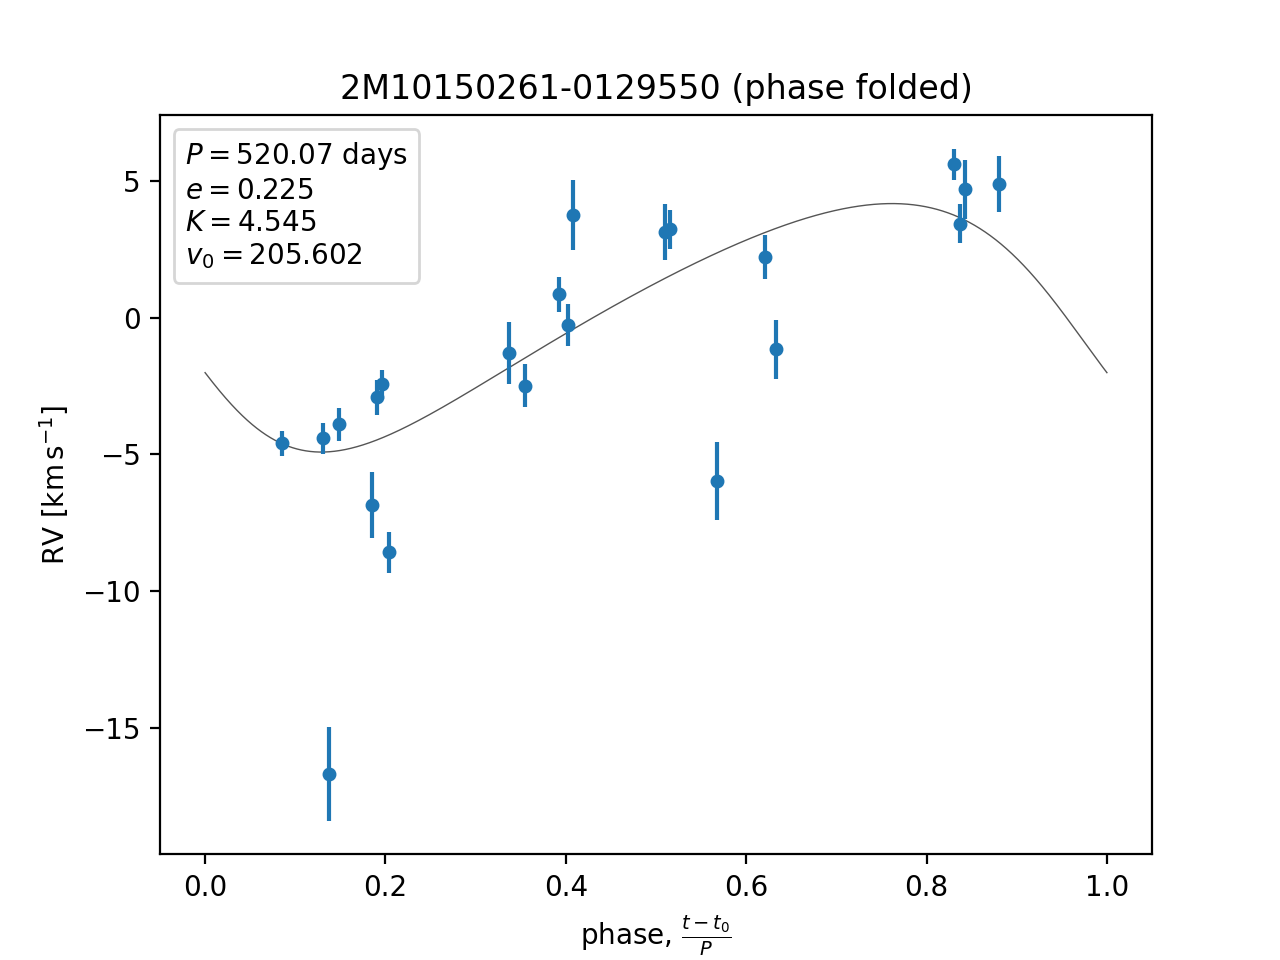 2M10150261-0129550 (phase folded)
P = 520.07 days
e = 0.225
K = 4.545
v₀ = 205.602
RV [km s⁻¹]
5
0
−5
−10
−15
0.0 0.2 0.4 0.6 0.8 1.0
phase, (t − t₀)/P